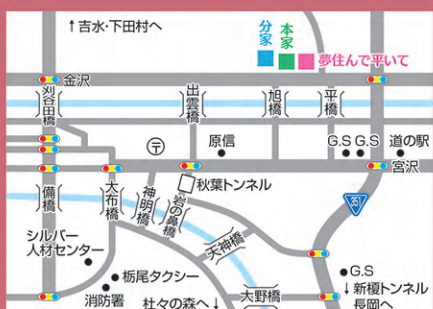 ↑吉水・下田村へ
分家
本家
夢住んで平いて
金沢
刈谷田橋
出雲橋
旭橋
平橋
〒
原信
G.S G.S
道の駅
宮沢
備橋
大布橋
神明橋
岩の鼻橋
秋葉トンネル
351
天神橋
シルバー
人材センター
栃尾タクシー
消防署
杜々の森へ↓
大野橋
G.S
↓新榎トンネル
長岡へ